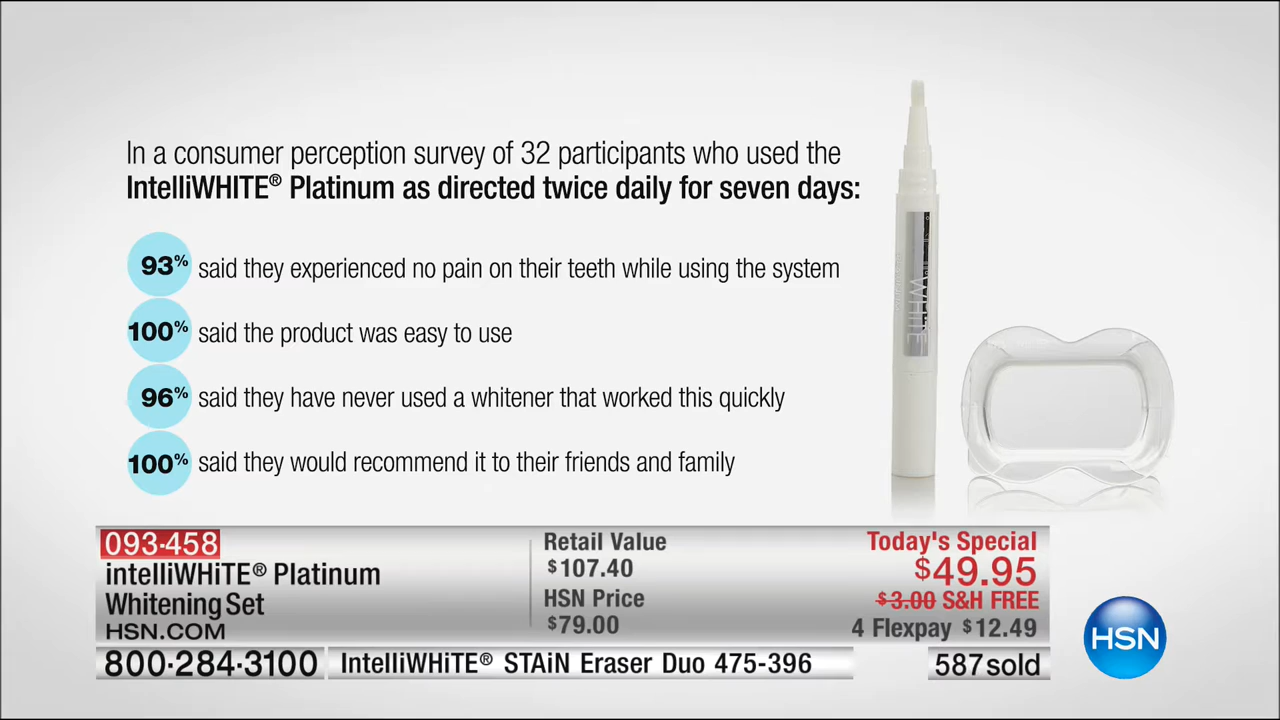 In a consumer perception survey of 32 participants who used the
IntelliWHITE® Platinum as directed twice daily for seven days:
93% said they experienced no pain on their teeth while using the system
100% said the product was easy to use
96% said they have never used a whitener that worked this quickly
100% said they would recommend it to their friends and family
WHITE
093-458
intelliWHiTE® Platinum
Whitening Set
HSN.COM
Retail Value
$107.40
HSN Price
$79.00
Today's Special
$49.95
$3.00 S&H FREE
4 Flexpay $12.49
HSN
800·284·3100
IntelliWHiTE® STAiN Eraser Duo 475-396
587 sold